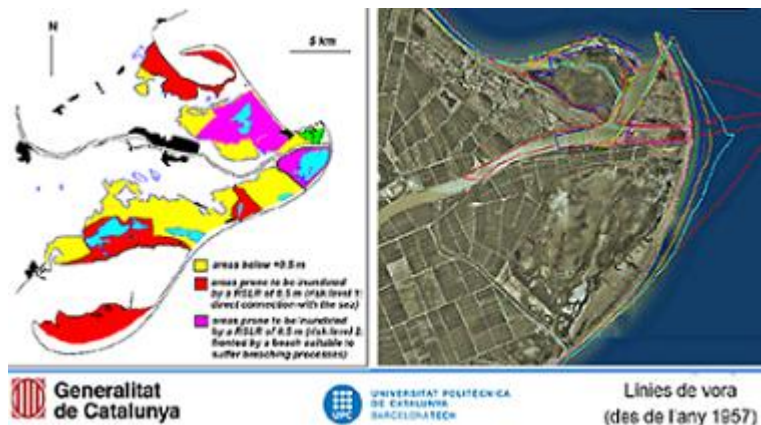 N
5 km
areas below +0.5 m
areas prone to be inundated
by a RSLR of 0.5 m (risk level 1:
direct connection with the sea)
areas prone to be inundated
by a RSLR of 0.5 m (risk level 2:
fronted by a beach suitable to
suffer breaching processes)
Generalitat
de Catalunya
UPC
UNIVERSITAT POLITÈCNICA
DE CATALUNYA
BARCELONATECH
Línies de vora
(des de l'any 1957)